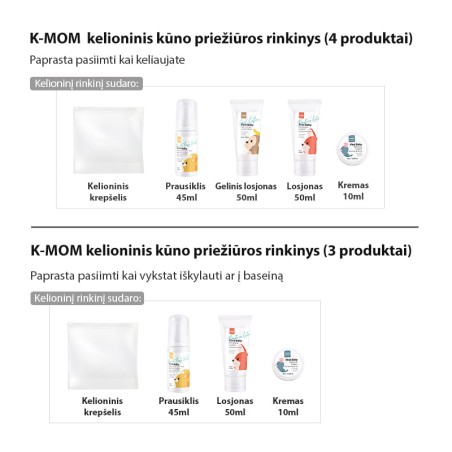 K-MOM kelioninis kūno priežiūros rinkinys (4 produktai)
Paprasta pasiimti kai keliaujate
Kelioninį rinkinį sudaro:
Kelioninis krepšelis
Prausiklis 45ml
Gelinis losjonas 50ml
Losjonas 50ml
Kremas 10ml
K-MOM kelioninis kūno priežiūros rinkinys (3 produktai)
Paprasta pasiimti kai vykstat iškylauti ar į baseiną
Kelioninį rinkinį sudaro:
Kelioninis krepšelis
Prausiklis 45ml
Losjonas 50ml
Kremas 10ml